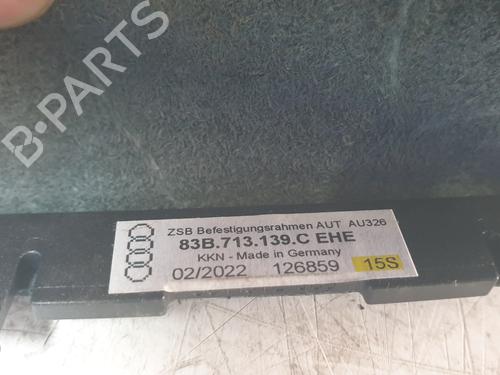 B-PARTS
ZSB Befestigungsrahmen AUT AU326
83B.713.139.C EHE
KKN - Made in Germany
02/2022 126859 15S